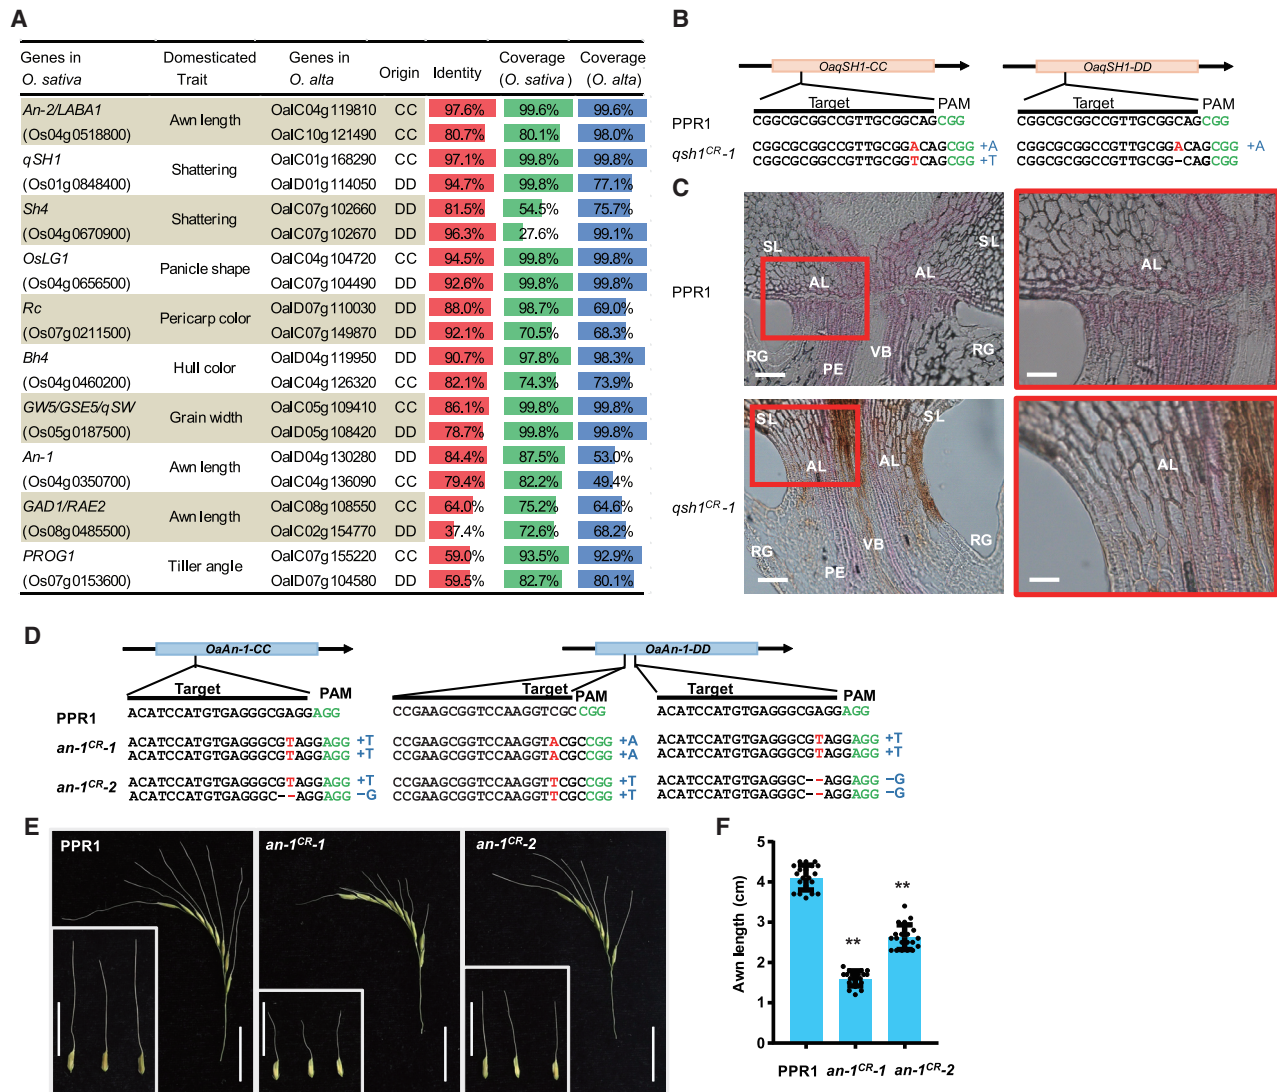 A
Genes in O. sativa | Domesticated Trait | Genes in O. alta | Origin | Identity | Coverage (O. sativa) | Coverage (O. alta)
An-2/LABA1 | Awn length | OalC04g119810 | CC | 97.6% | 99.6% | 99.6%
(Os04g0518800) | OalC10g121490 | CC | 80.7% | 80.1% | 98.0%
qSH1 | Shattering | OalC01g168290 | CC | 97.1% | 99.8% | 99.8%
(Os01g0848400) | OalD01g114050 | DD | 94.7% | 99.8% | 77.1%
Sh4 | Shattering | OalC07g102660 | DD | 81.5% | 54.5% | 75.7%
(Os04g0670900) | OalC07g102670 | DD | 96.3% | 27.6% | 99.1%
OsLG1 | Panicle shape | OalC04g104720 | CC | 94.5% | 99.8% | 99.8%
(Os04g0656500) | OalC07g104490 | CC | 92.6% | 99.8% | 99.8%
Rc | Pericarp color | OalD07g110030 | DD | 88.0% | 98.7% | 69.0%
(Os07g0211500) | OalC07g149870 | DD | 92.1% | 70.5% | 68.3%
Bh4 | Hull color | OalD04g119950 | DD | 90.7% | 97.8% | 98.3%
(Os04g0460200) | OalC04g126320 | CC | 82.1% | 74.3% | 73.9%
GW5/GSE5/qSW | Grain width | OalC05g109410 | CC | 86.1% | 99.8% | 99.8%
(Os05g0187500) | OalD05g108420 | DD | 78.7% | 99.8% | 99.8%
An-1 | Awn length | OalD04g130280 | DD | 84.4% | 87.5% | 53.0%
(Os04g0350700) | OalC04g136090 | CC | 79.4% | 82.2% | 49.4%
GAD1/RAE2 | Awn length | OalC08g108550 | CC | 64.0% | 75.2% | 64.6%
(Os08g0485500) | OalC02g154770 | DD | 37.4% | 72.6% | 68.2%
PROG1 | Tiller angle | OalC07g155220 | CC | 59.0% | 93.5% | 92.9%
(Os07g0153600) | OalD07g104580 | DD | 59.5% | 82.7% | 80.1%
B
OaqSH1-CC OaqSH1-DD
Target PAM Target PAM
PPR1 CGGCGCGGCCGTTGCGGCAGCGG CGGCGCGGCCGTTGCGGCAGCGG
qsh1CR-1 CGGCGCGGCCGTTGCGGACAGCGG +A CGGCGCGGCCGTTGCGGACAGCGG +A
CGGCGCGGCCGTTGCGGTCAGCGG +T CGGCGCGGCCGTTGCGG-CAGCGG
C
PPR1
SL SL AL AL RG RG VB PE
qsh1CR-1
SL SL AL AL AL RG RG VB PE
D
OaAn-1-CC OaAn-1-DD
Target PAM Target PAM Target PAM
PPR1 ACATCCATGTGAGGGCGAGGAGG CCGAAGCGGTCCAAGGTCGCCGG ACATCCATGTGAGGGCGAGGAGG
an-1CR-1 ACATCCATGTGAGGGCGTAGGAGG +T CCGAAGCGGTCCAAGGTACGCCGG +A ACATCCATGTGAGGGCGTAGGAGG +T
ACATCCATGTGAGGGCGTAGGAGG +T CCGAAGCGGTCCAAGGTACGCCGG +A ACATCCATGTGAGGGCGTAGGAGG +T
an-1CR-2 ACATCCATGTGAGGGCGTAGGAGG +T CCGAAGCGGTCCAAGGTTCGCCGG +T ACATCCATGTGAGGGC--AGGAGG -G
ACATCCATGTGAGGGC--AGGAGG -G CCGAAGCGGTCCAAGGTTCGCCGG +T ACATCCATGTGAGGGC--AGGAGG -G
E
PPR1 an-1CR-1 an-1CR-2
F
Awn length (cm)
5
4
3
2
1
0
** **
PPR1 an-1CR-1 an-1CR-2